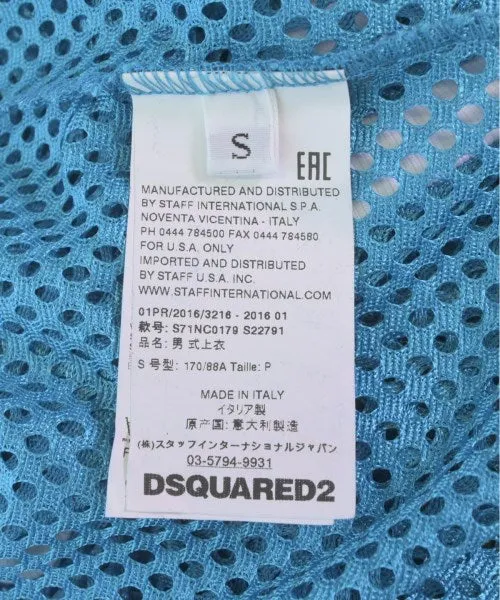 S
EAC
MANUFACTURED AND DISTRIBUTED
BY STAFF INTERNATIONAL S.P.A.
NOVENTA VICENTINA - ITALY
PH 0444 784500 FAX 0444 784580
FOR U.S.A. ONLY
IMPORTED AND DISTRIBUTED
BY STAFF U.S.A. INC.
WWW.STAFFINTERNATIONAL.COM
01PR/2016/3216 - 2016 01
款号: S71NC0179 S22791
品名: 男式上衣
S 号型: 170/88A Taille: P
MADE IN ITALY
イタリア製
原产国: 意大利製造
(株)スタッフインターナショナルジャパン
03-5794-9931
DSQUARED2